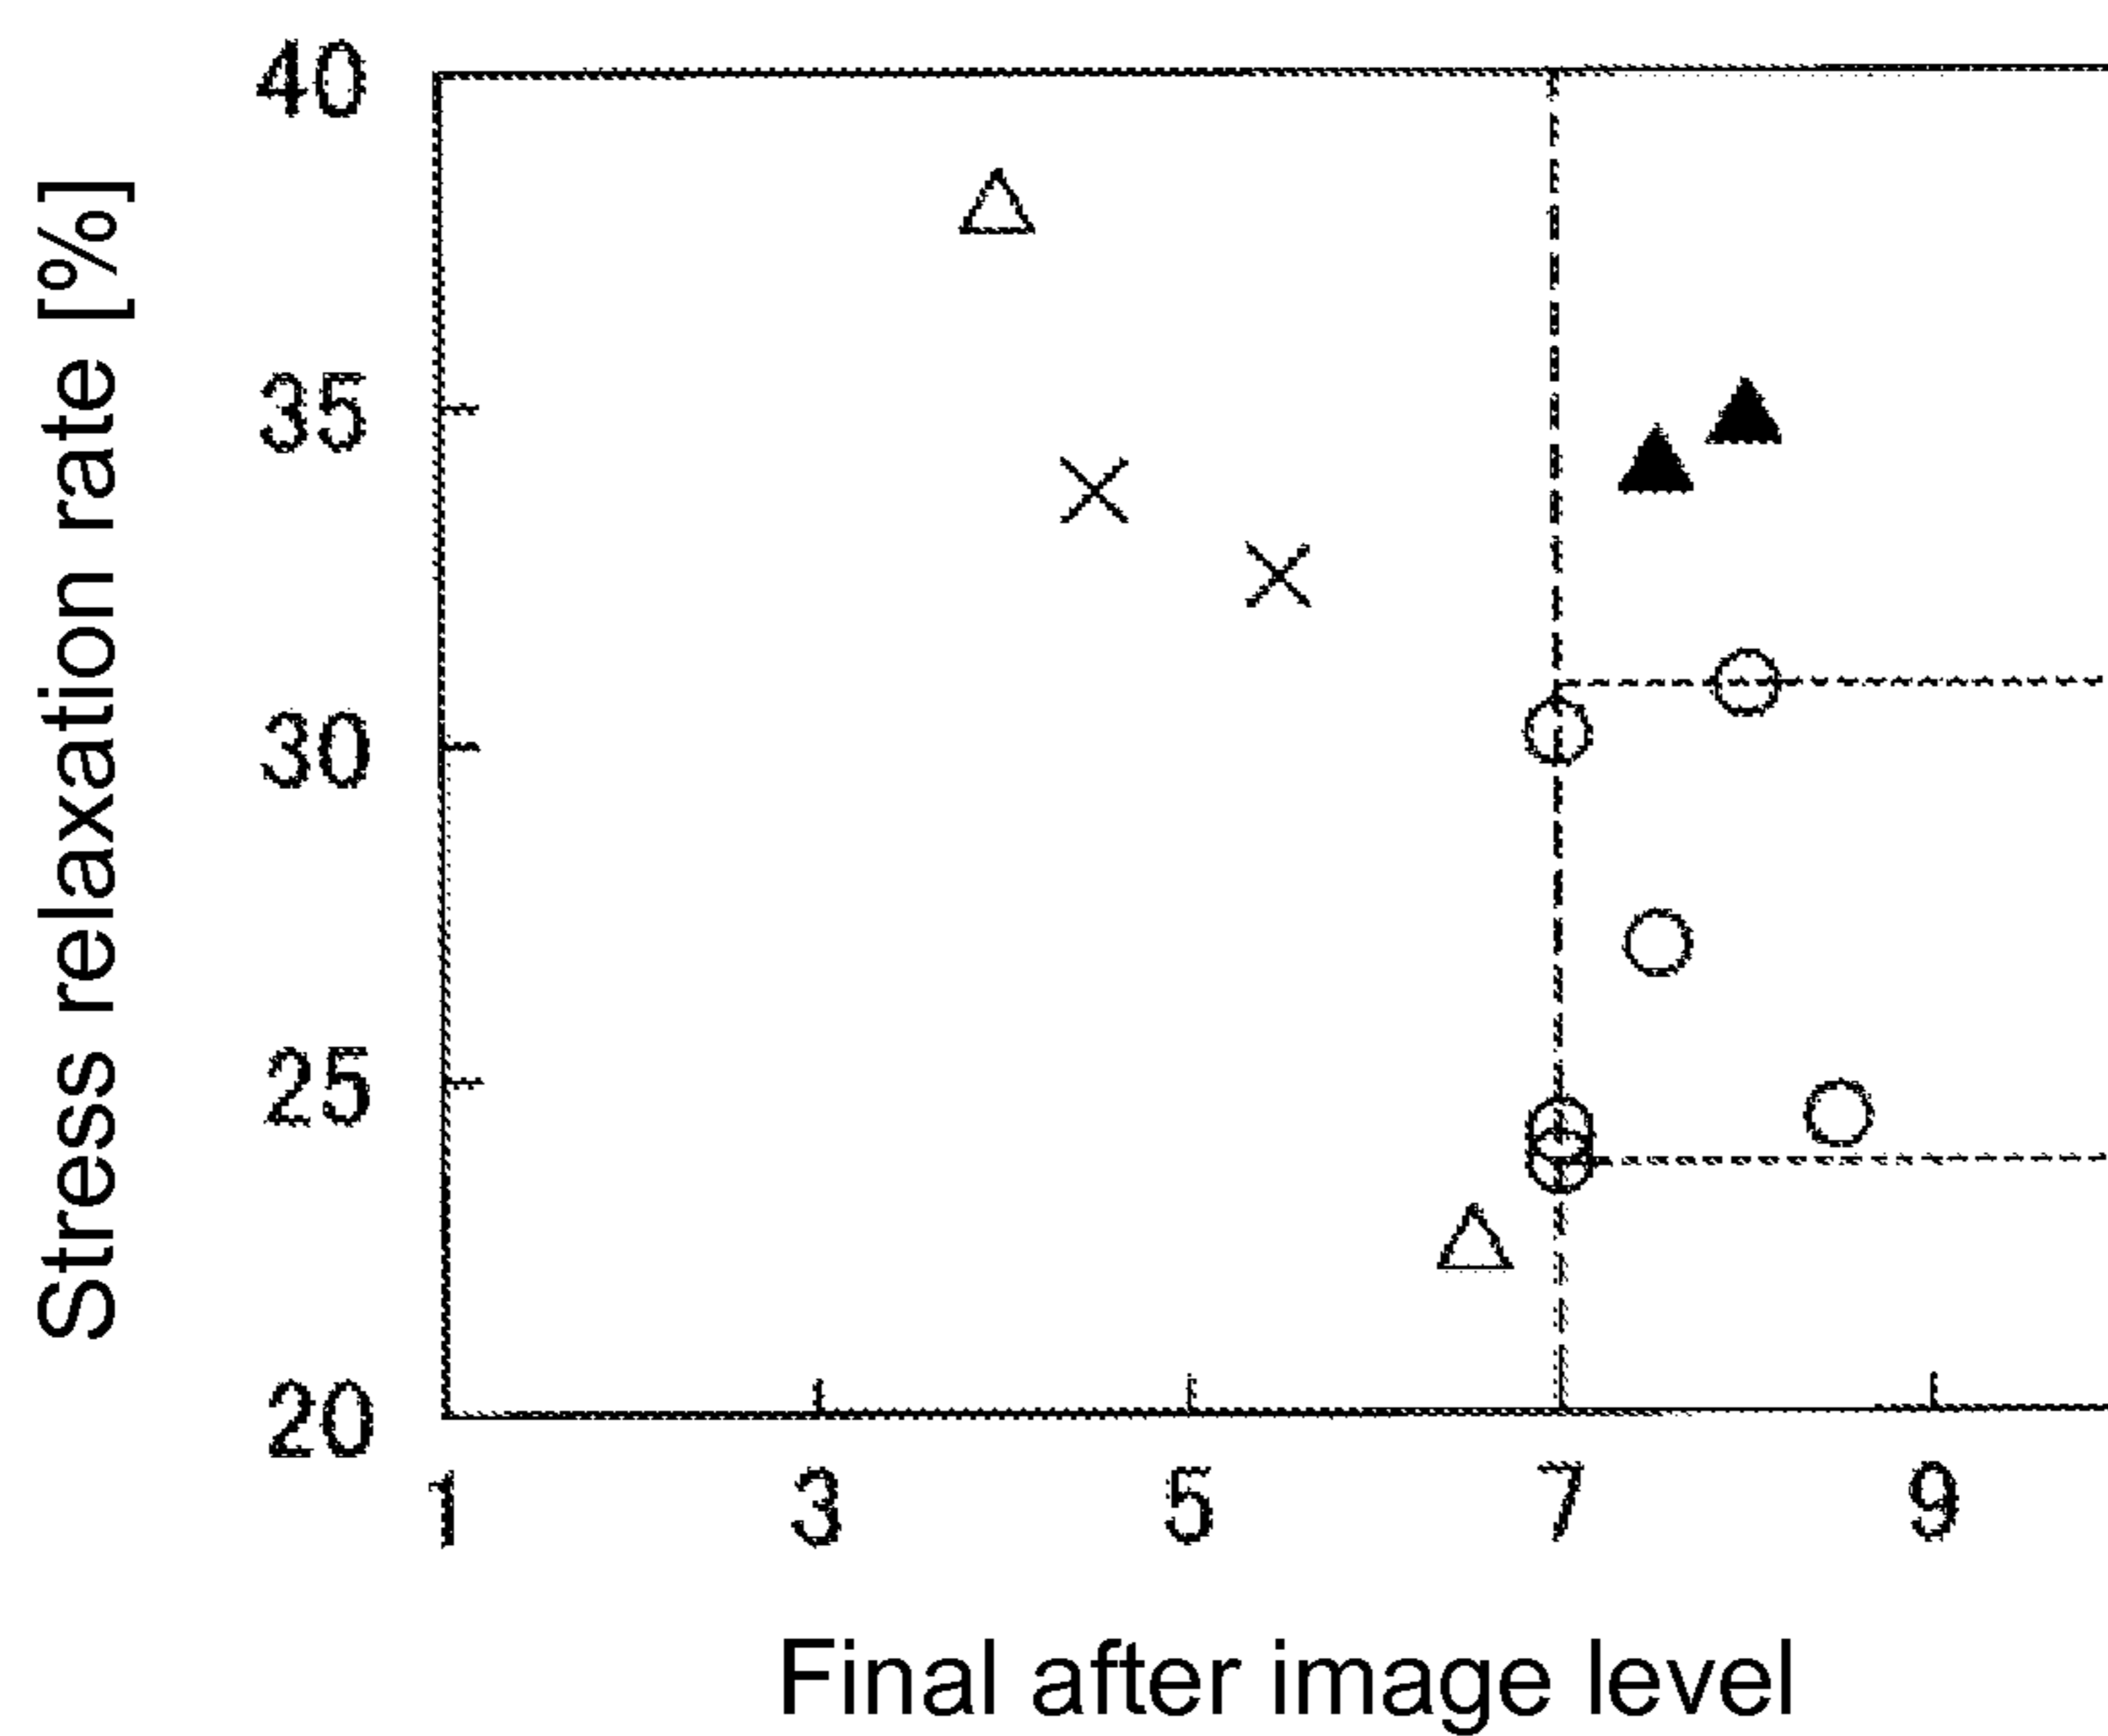 Stress relaxation rate [%]
40
35
30
25
20
1 3 5 7 9
Final after image level